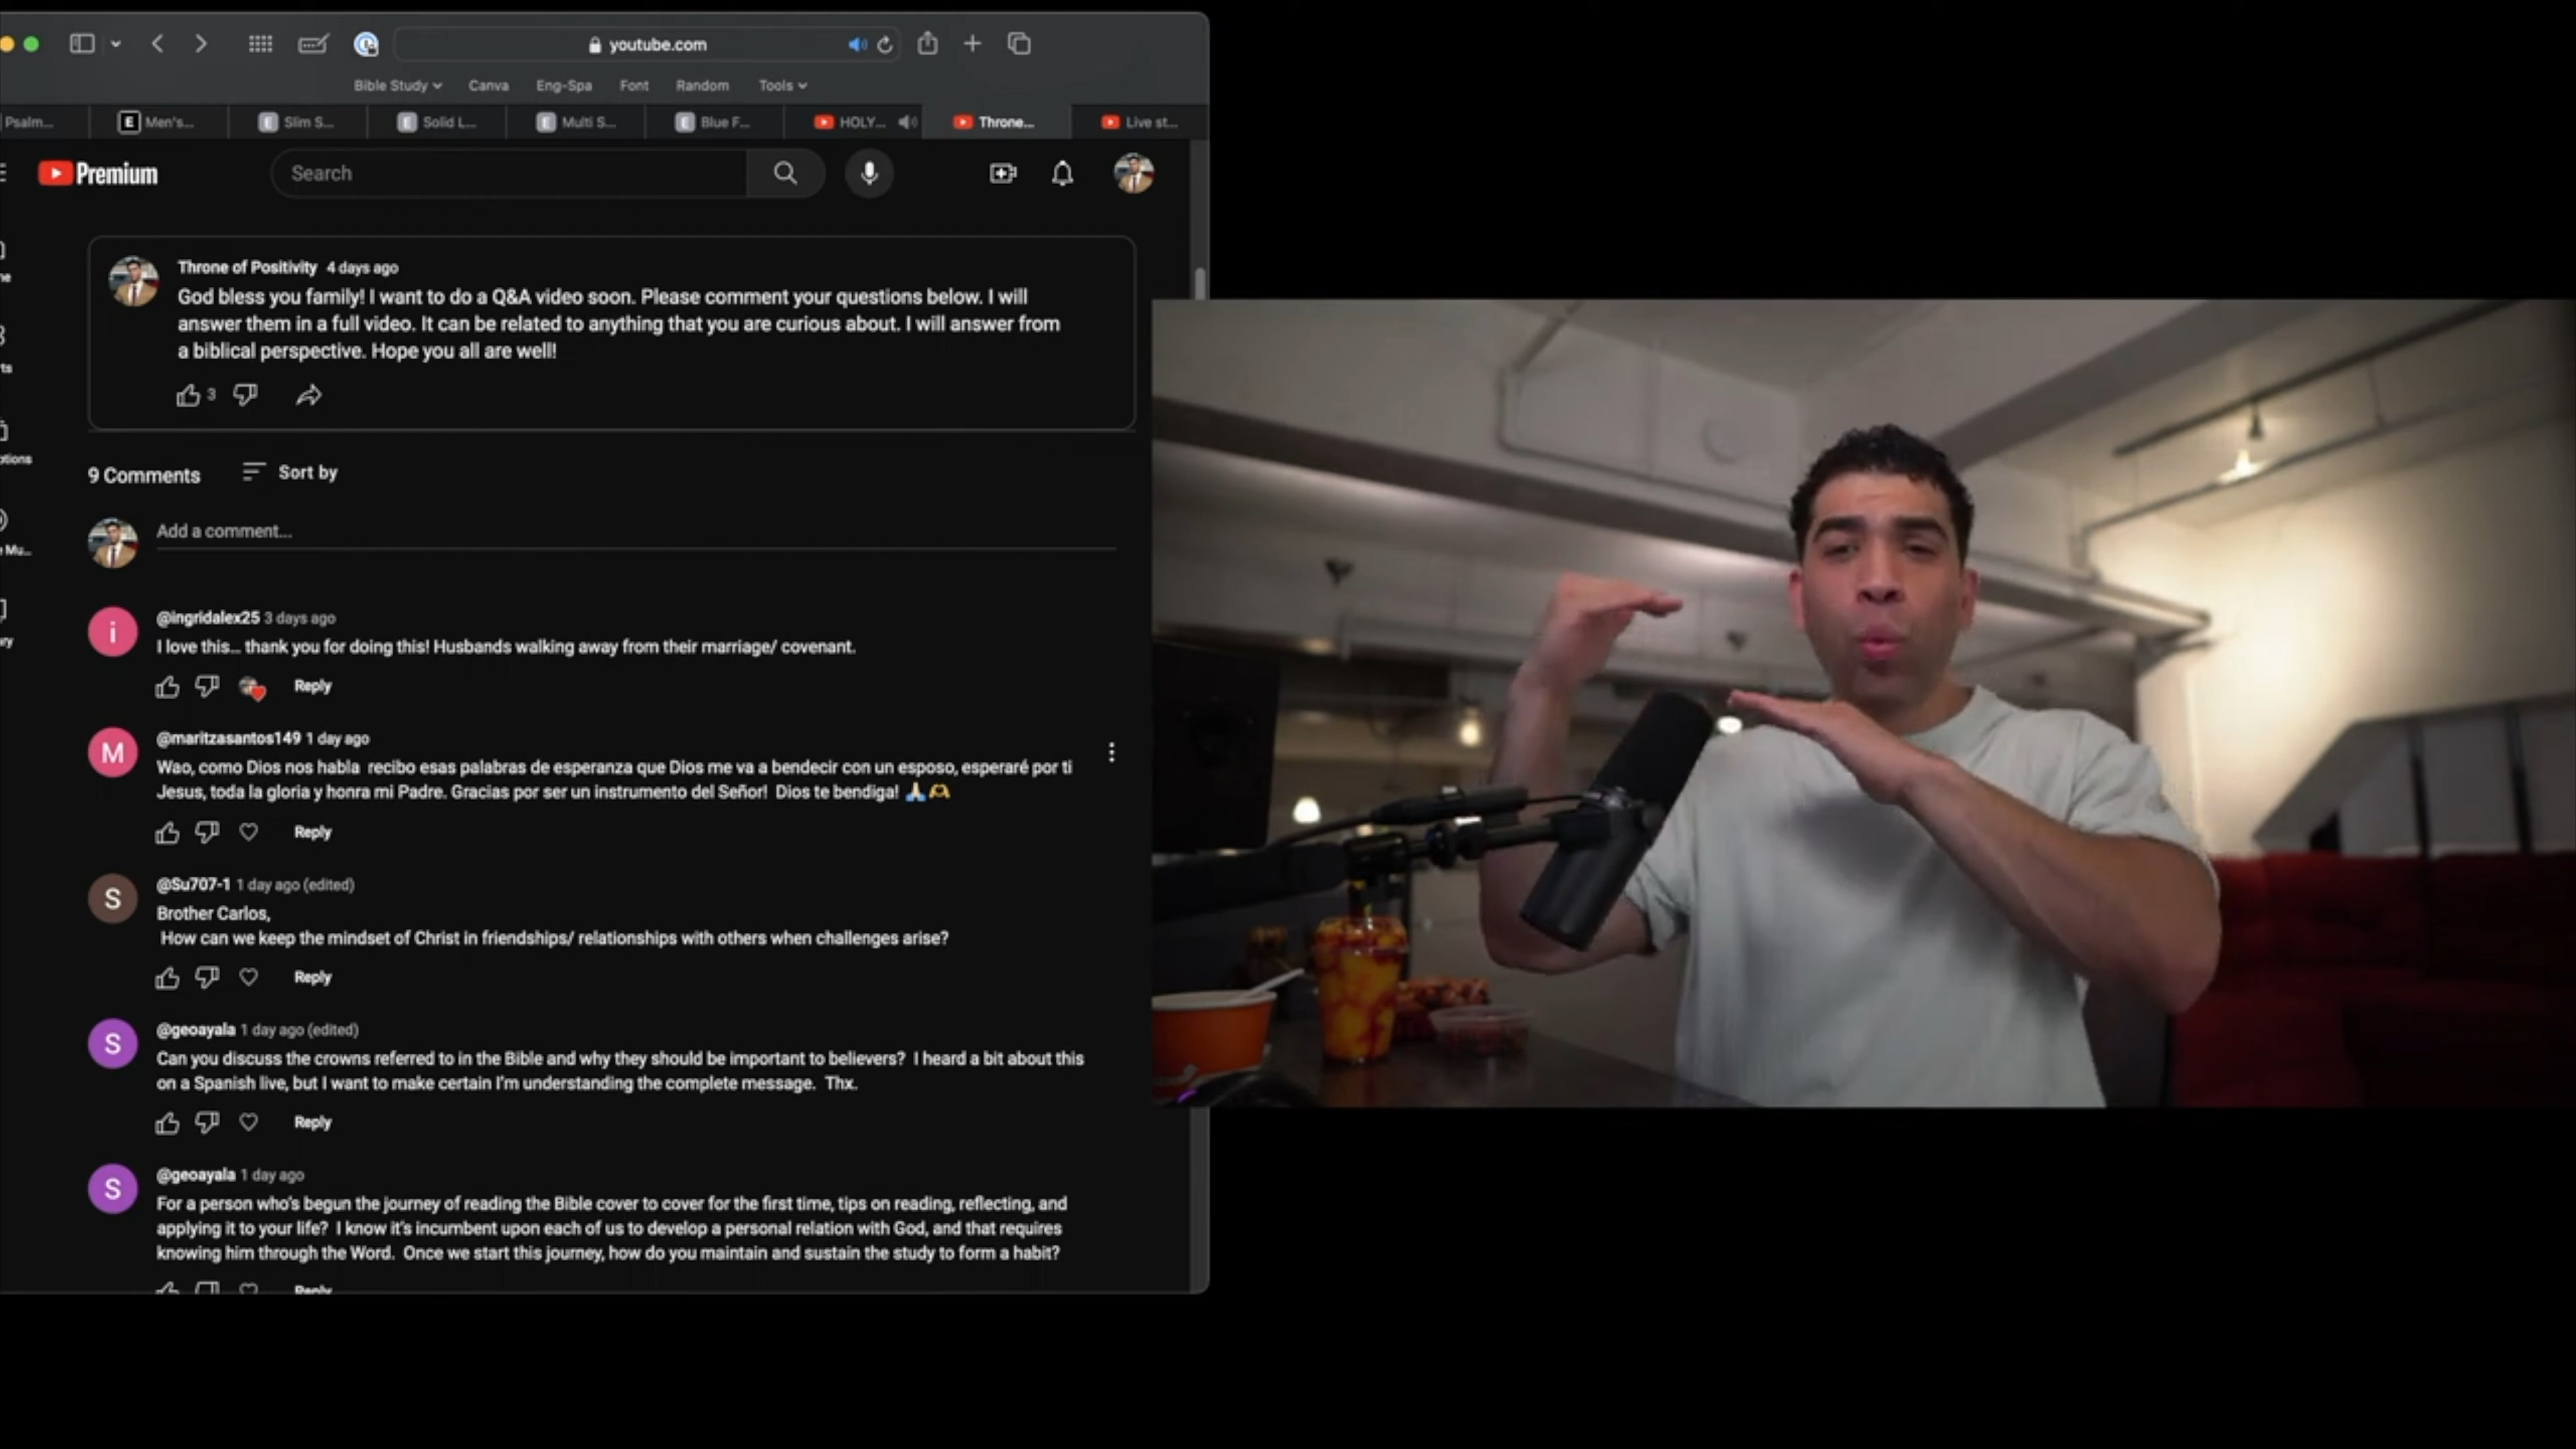 youtube.com
Bible Study Canva Eng-Spa Font Random Tools
Psalm... Men's... Slim S... Solid L... Multi S... Blue F... HOLY... Throne... Live st...
Premium Search
Throne of Positivity 4 days ago
God bless you family! I want to do a Q&A video soon. Please comment your questions below. I will
answer them in a full video. It can be related to anything that you are curious about. I will answer from
a biblical perspective. Hope you all are well!
3
9 Comments Sort by
Add a comment...
i
@ingridalex25 3 days ago
I love this... thank you for doing this! Husbands walking away from their marriage/ covenant.
Reply
M
@maritzasantos149 1 day ago
Wao, como Dios nos habla recibo esas palabras de esperanza que Dios me va a bendecir con un esposo, esperaré por ti
Jesus, toda la gloria y honra mi Padre. Gracias por ser un instrumento del Señor! Dios te bendiga! 🙏🫶
Reply
S
@Su707-1 1 day ago (edited)
Brother Carlos,
How can we keep the mindset of Christ in friendships/ relationships with others when challenges arise?
Reply
S
@geoayala 1 day ago (edited)
Can you discuss the crowns referred to in the Bible and why they should be important to believers? I heard a bit about this
on a Spanish live, but I want to make certain I'm understanding the complete message. Thx.
Reply
S
@geoayala 1 day ago
For a person who's begun the journey of reading the Bible cover to cover for the first time, tips on reading, reflecting, and
applying it to your life? I know it's incumbent upon each of us to develop a personal relation with God, and that requires
knowing him through the Word. Once we start this journey, how do you maintain and sustain the study to form a habit?
Reply